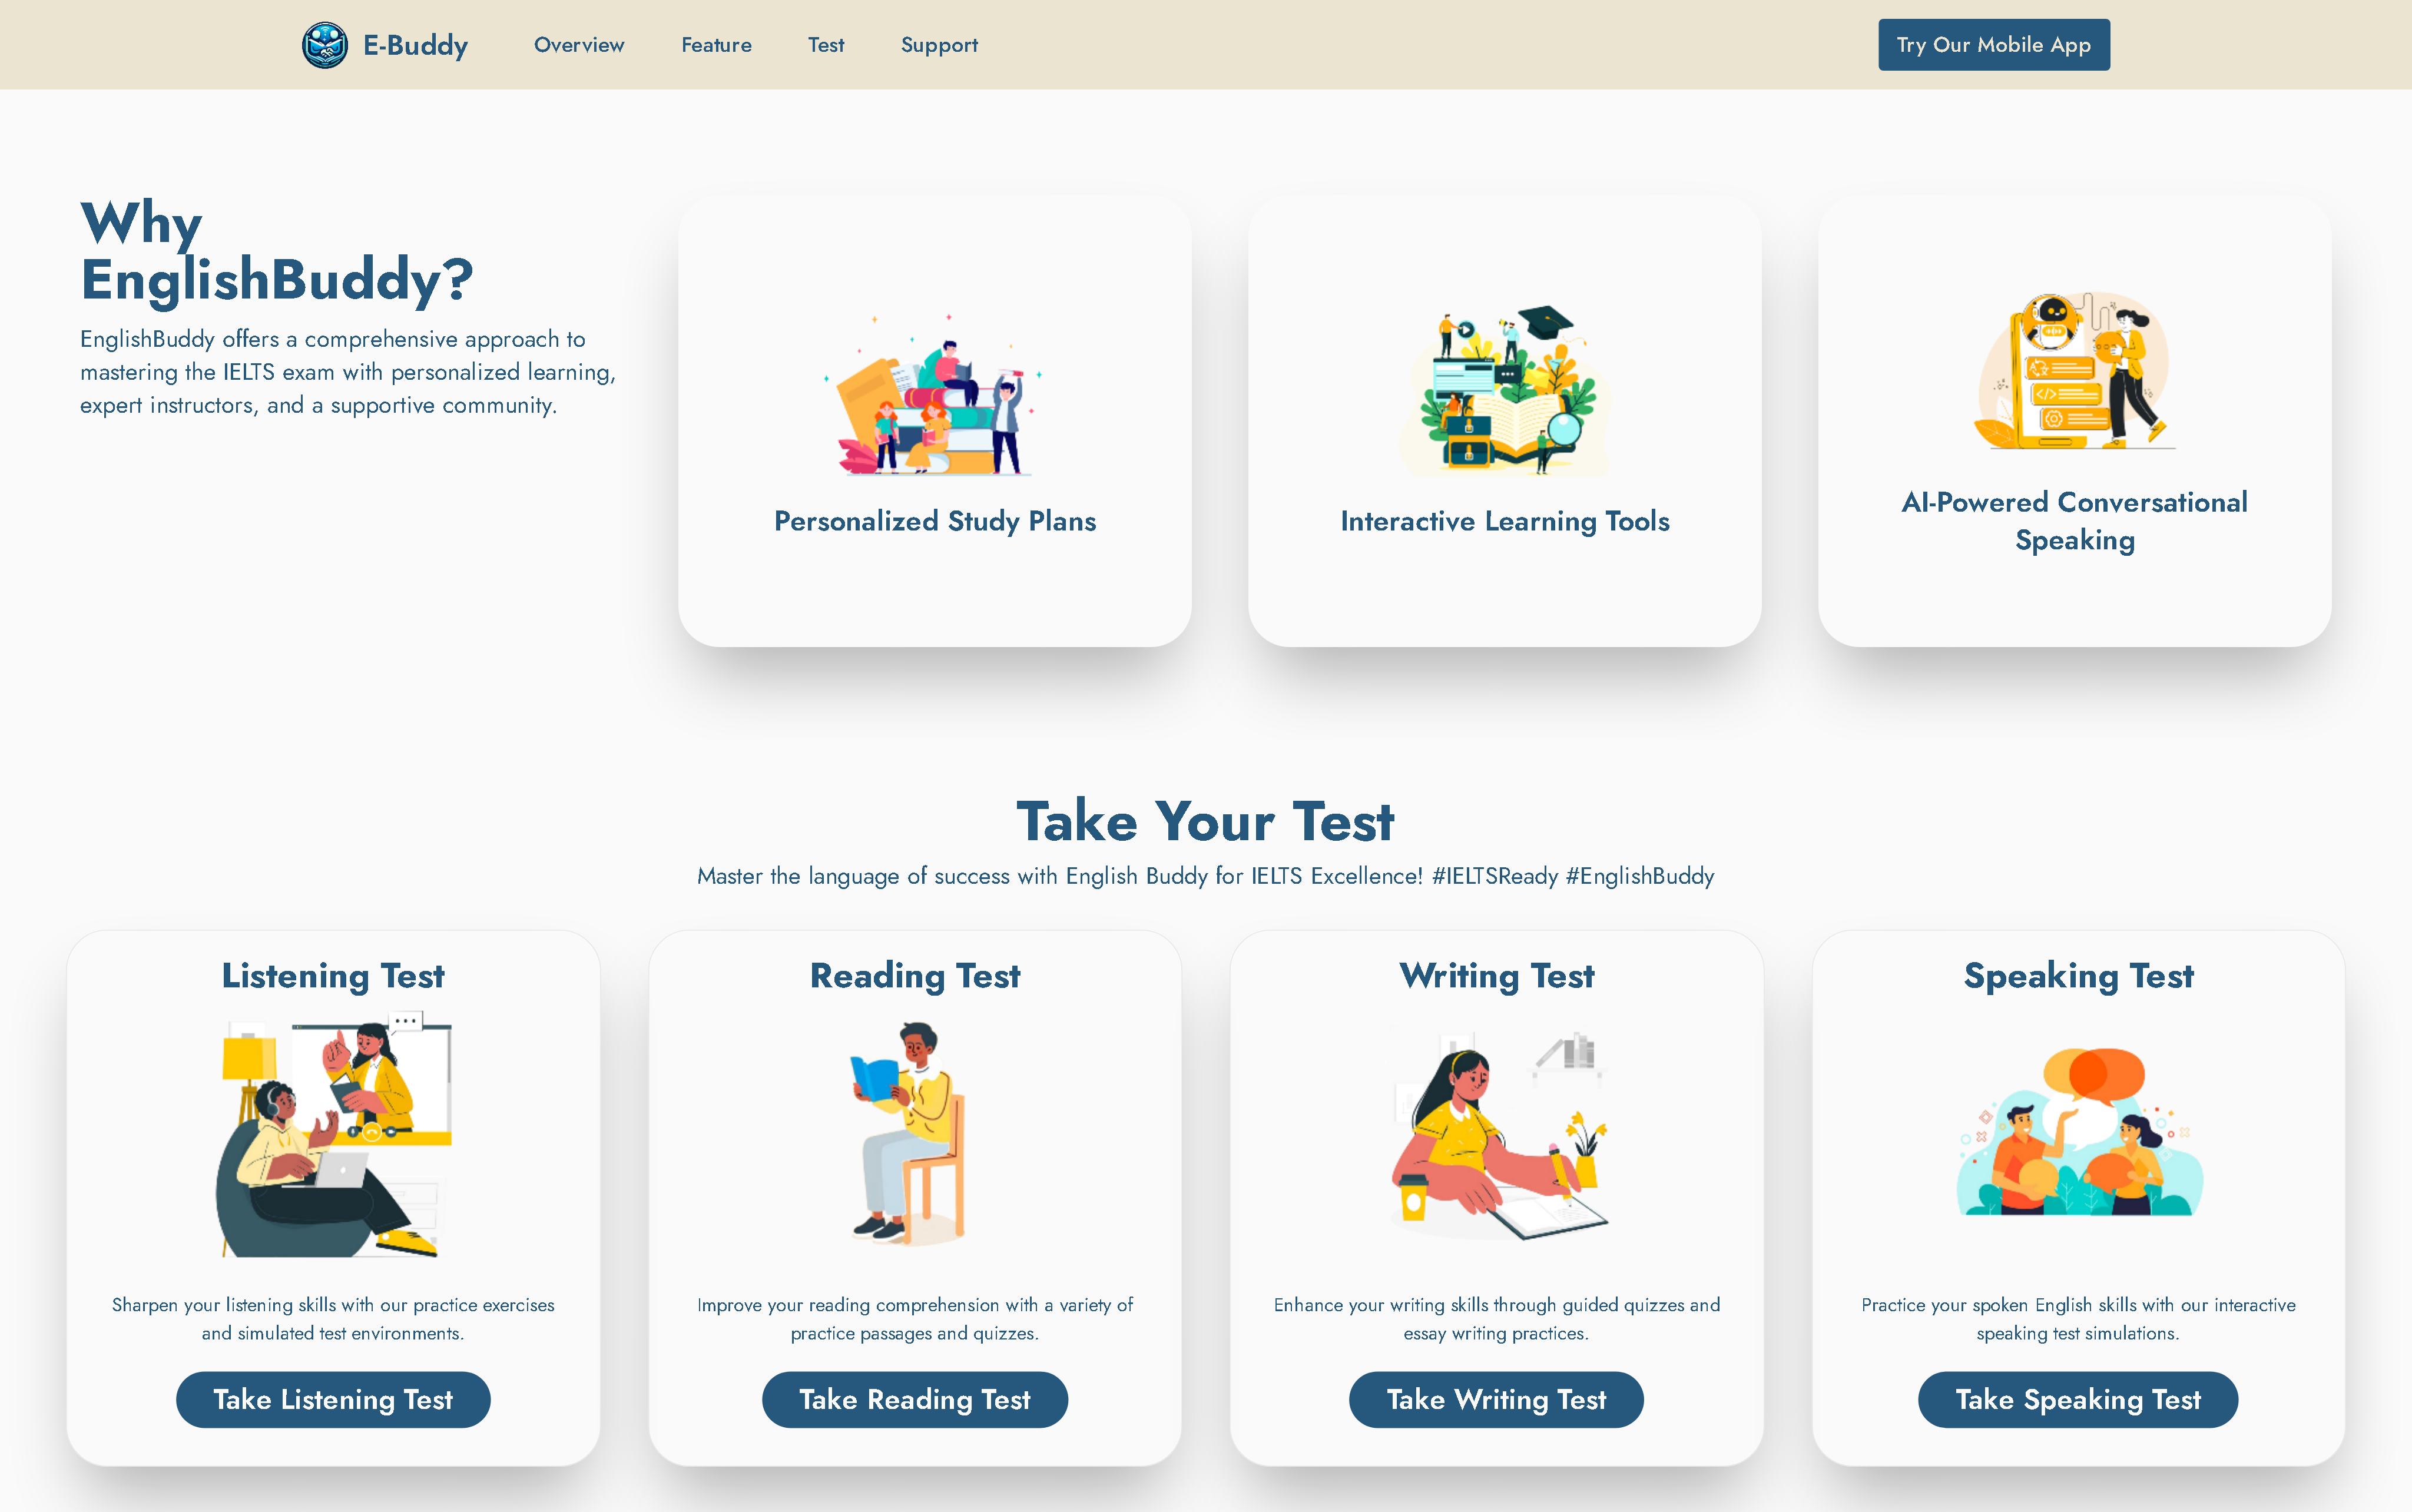 E-Buddy
Overview
Feature
Test
Support
Try Our Mobile App
Why
EnglishBuddy?
EnglishBuddy offers a comprehensive approach to
mastering the IELTS exam with personalized learning,
expert instructors, and a supportive community.
Personalized Study Plans
Interactive Learning Tools
AI-Powered Conversational
Speaking
Take Your Test
Master the language of success with English Buddy for IELTS Excellence! #IELTSReady #EnglishBuddy
Listening Test
Sharpen your listening skills with our practice exercises
and simulated test environments.
Take Listening Test
Reading Test
Improve your reading comprehension with a variety of
practice passages and quizzes.
Take Reading Test
Writing Test
Enhance your writing skills through guided quizzes and
essay writing practices.
Take Writing Test
Speaking Test
Practice your spoken English skills with our interactive
speaking test simulations.
Take Speaking Test